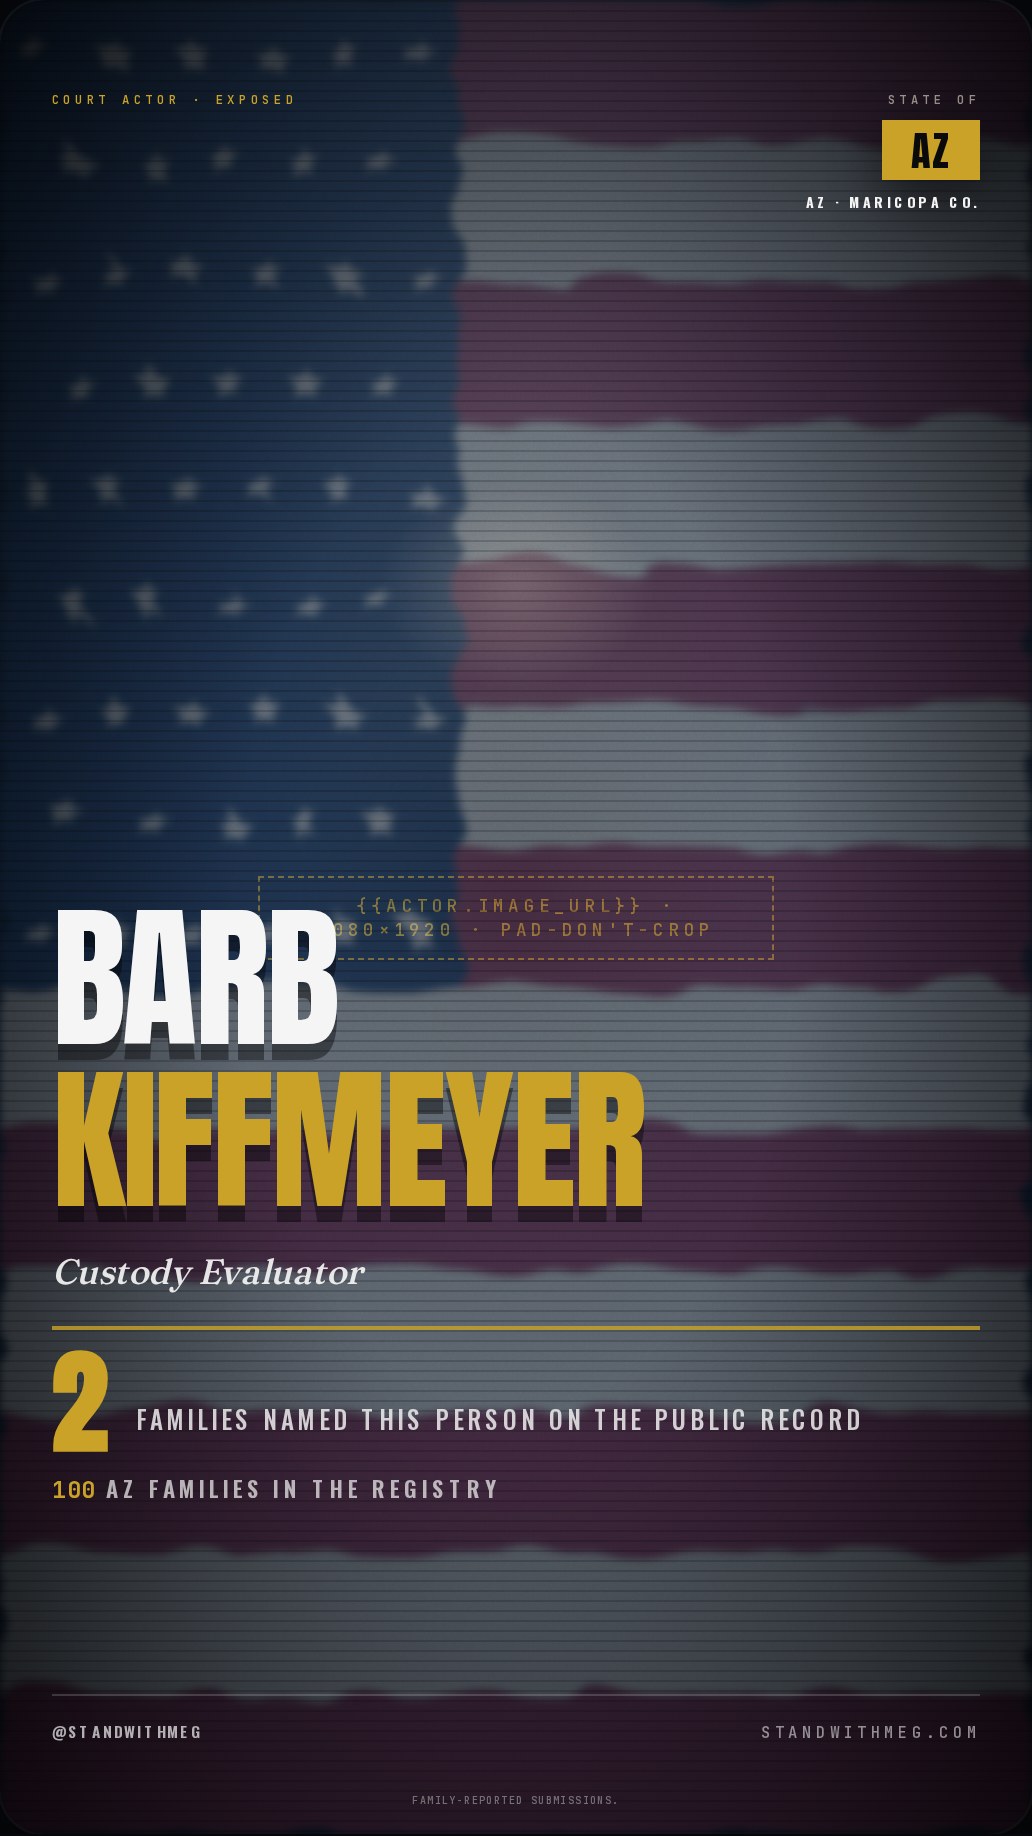 COURT ACTOR · EXPOSED
STATE OF
AZ
AZ · MARICOPA CO.
{{ACTOR.IMAGE_URL}} ·
080×1920 · PAD-DON'T-CROP
BARB
KIFFMEYER
Custody Evaluator
2 FAMILIES NAMED THIS PERSON ON THE PUBLIC RECORD
100 AZ FAMILIES IN THE REGISTRY
@STANDWITHMEG
STANDWITHMEG.COM
FAMILY-REPORTED SUBMISSIONS.